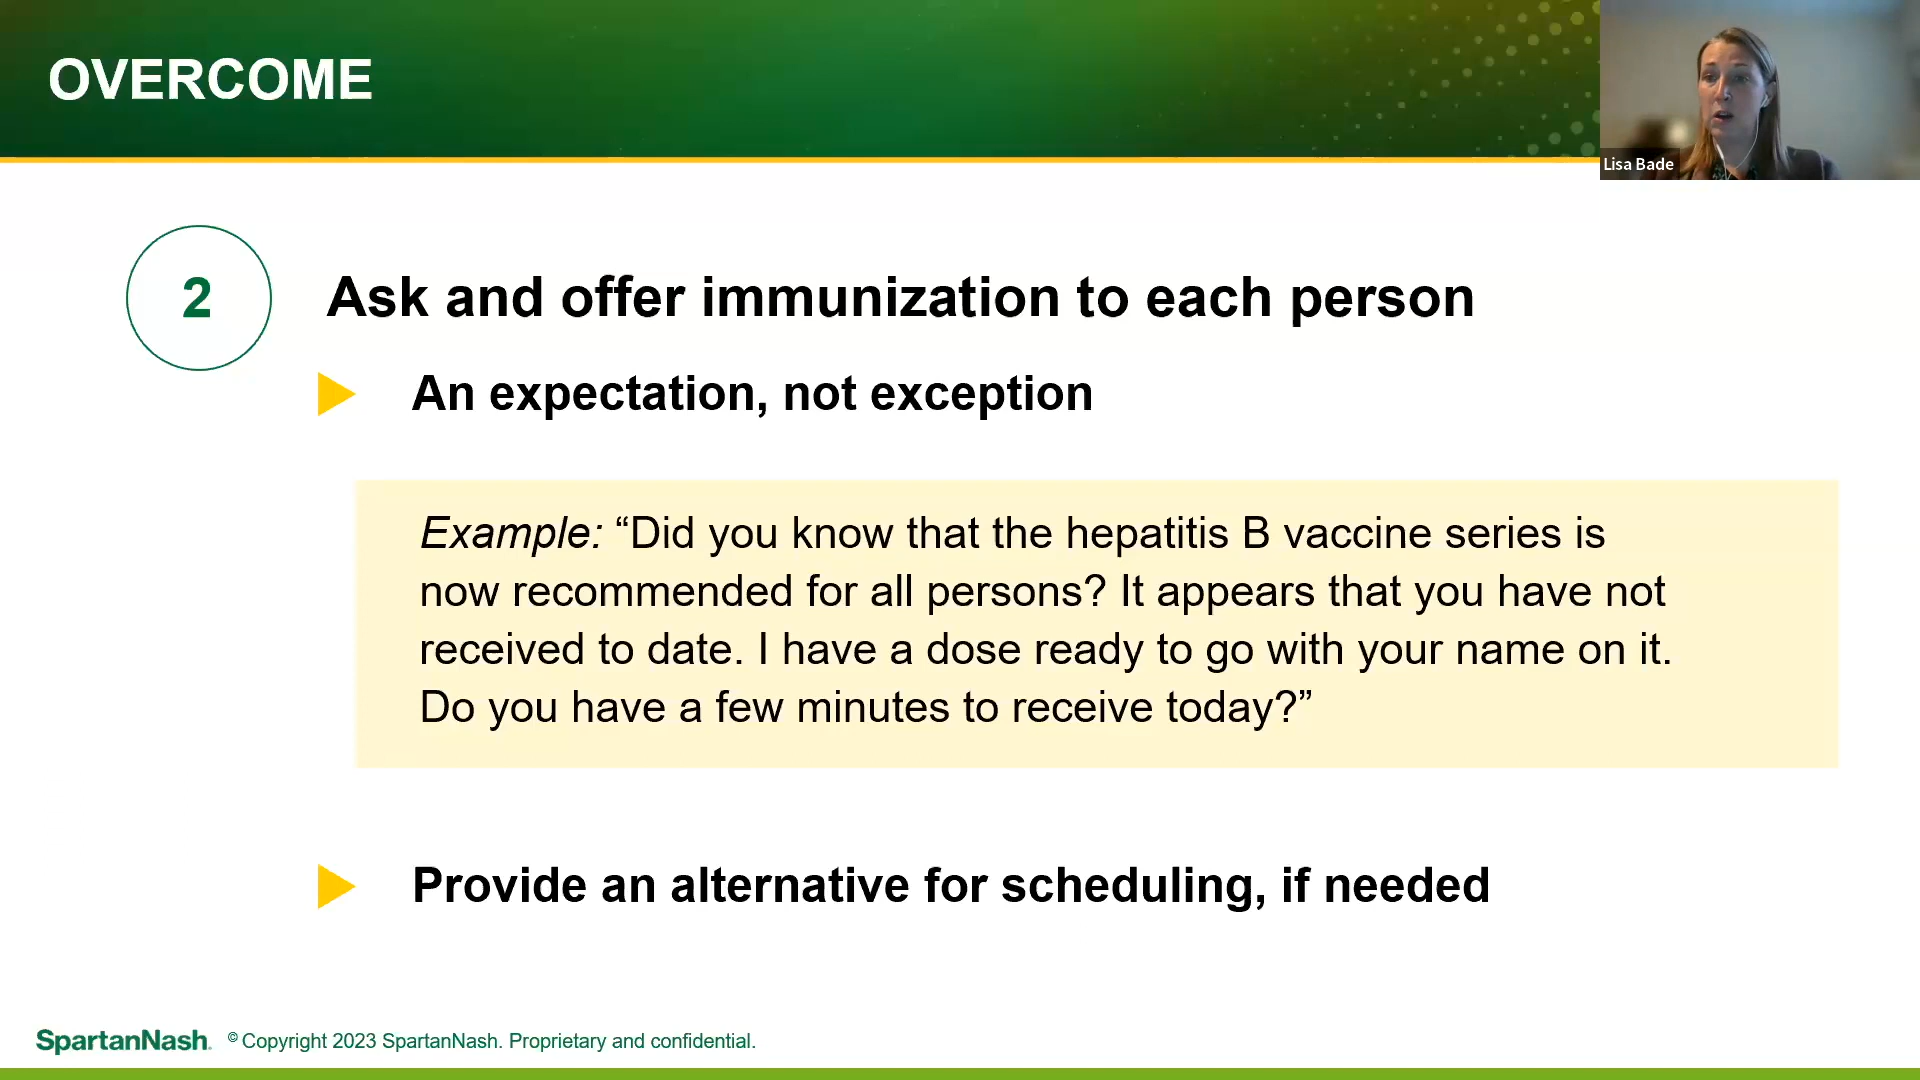 OVERCOME
Lisa Bade
2
Ask and offer immunization to each person
An expectation, not exception
Example: “Did you know that the hepatitis B vaccine series is
now recommended for all persons? It appears that you have not
received to date. I have a dose ready to go with your name on it.
Do you have a few minutes to receive today?”
Provide an alternative for scheduling, if needed
SpartanNash. © Copyright 2023 SpartanNash. Proprietary and confidential.